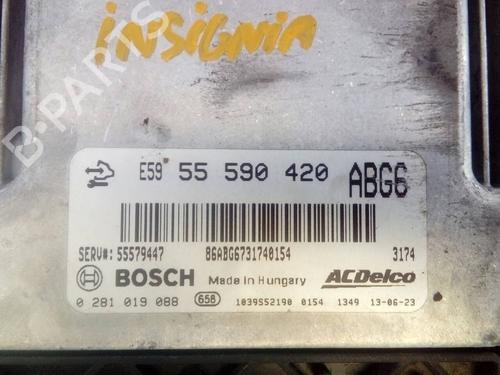 INSIGNIA
B-PARTS
E59 55 590 420 ABG6
SERV#: 55579447 86ABG6731740154 3174
BOSCH Made in Hungary ACDelco
0 281 019 088 658 1039S52190 0154 1349 13-06-23